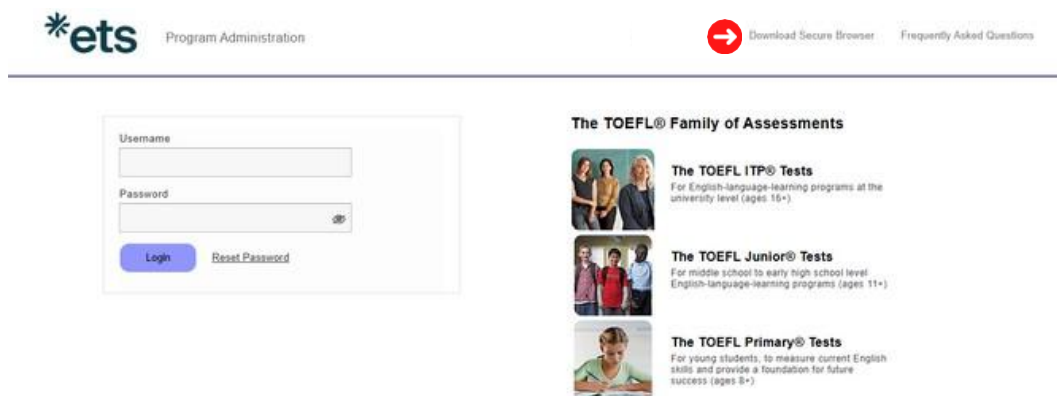 *ets
Program Administration
Download Secure Browser
Frequently Asked Questions
Username
Password
Login
Reset Password
The TOEFL® Family of Assessments
The TOEFL ITP® Tests
For English-language-learning programs at the
university level (ages 16+)
The TOEFL Junior® Tests
For middle school to early high school level
English-language-learning programs (ages 11+)
The TOEFL Primary® Tests
For young students, to measure current English
skills and provide a foundation for future
success (ages 8+)